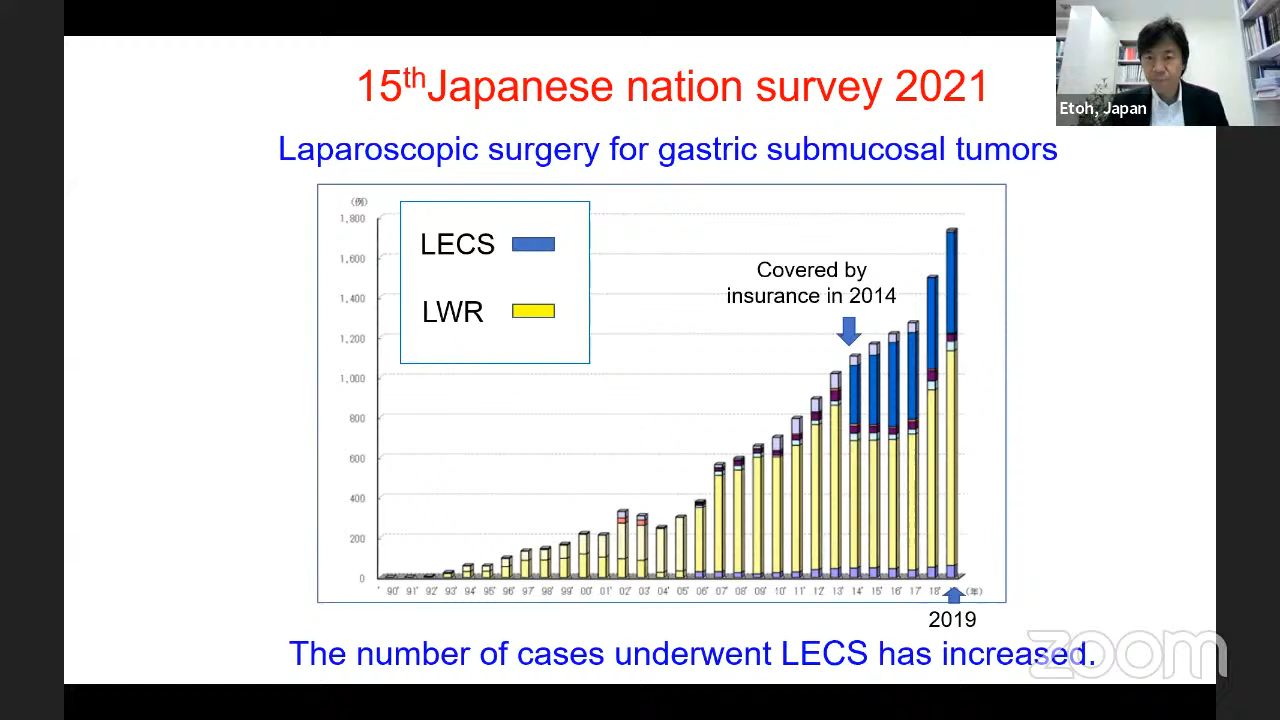 15thJapanese nation survey 2021
Etoh, Japan
Laparoscopic surgery for gastric submucosal tumors
(例)
1,800
1,600
1,400
1,200
1,000
800
600
400
200
0
LECS
LWR
Covered by
insurance in 2014
' 90' 91' 92' 93' 94' 95' 96' 97' 98' 99' 00' 01' 02' 03' 04' 05' 06' 07' 08' 09' 10' 11' 12' 13' 14' 15' 16' 17' 18' (年)
2019
The number of cases underwent LECS has increased.
zoom